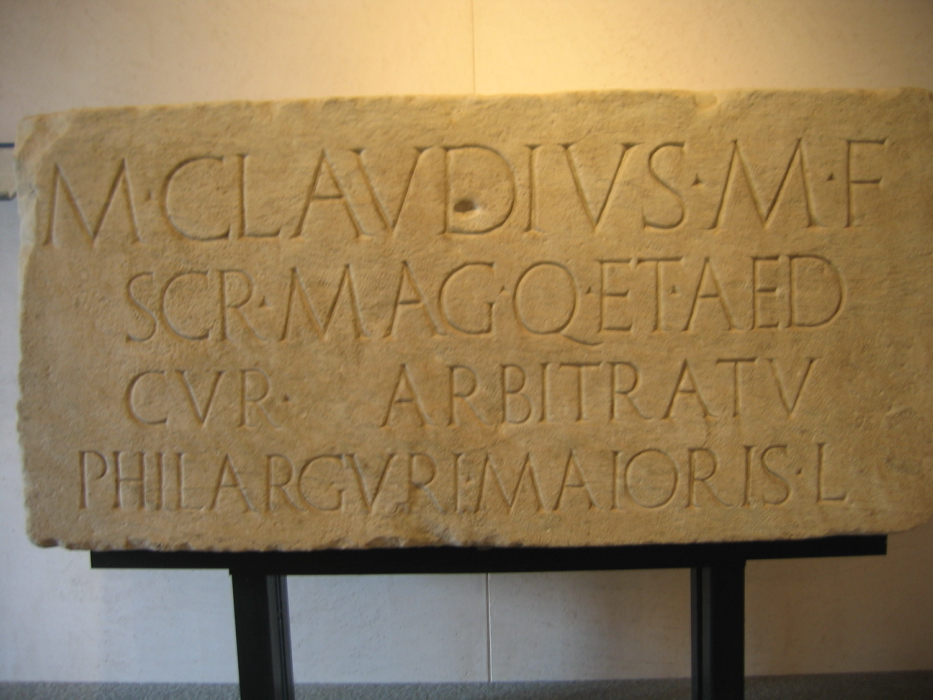 M·CLAVDIVS·M·F
SCR·MAG·Q·ET·AED
CVR· ARBITRATV
PHILARGVRI·MAIORIS·L